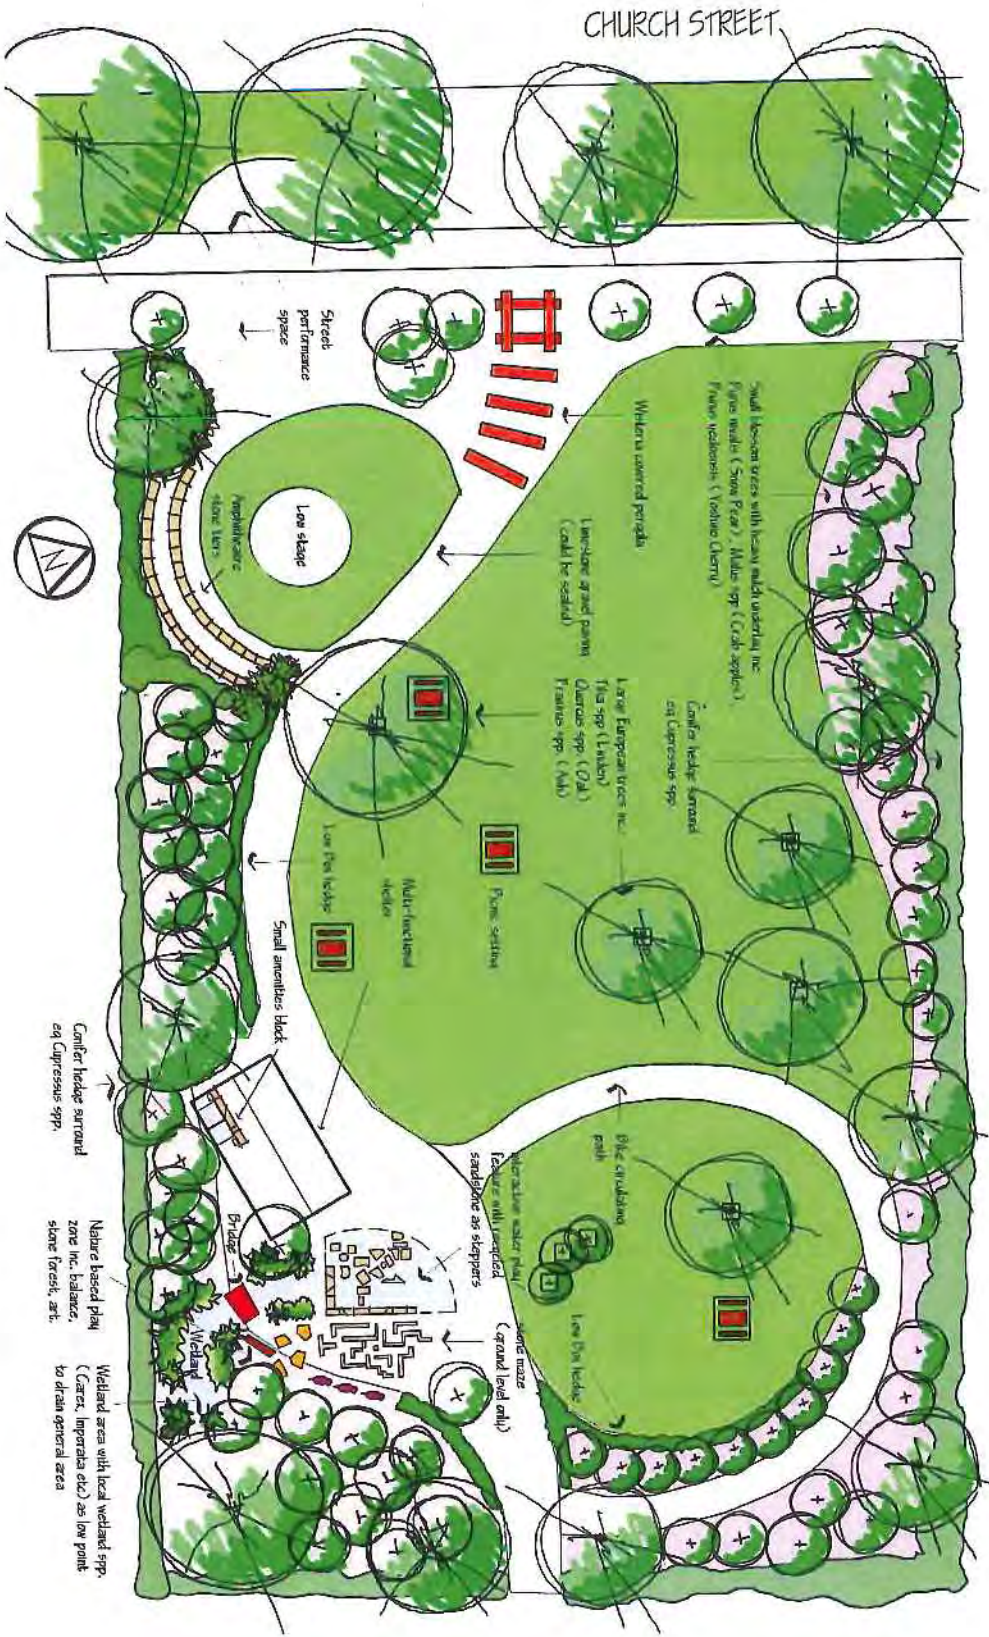 CHURCH STREET
Street
performance
space
Wisteria covered pergola
Small blossom trees with heavy mulch underlay inc.
Pyrus nivalis (Snow Pear), Malus spp (Crab apples),
Prunus yedoensis (Yoshino Cherry)
Limestone gravel paving
(Could be sealed)
Low stage
Amphitheatre
stone tiers
Large European trees inc.
Tilia spp (Linden)
Quercus spp. (Oak)
Fraxinus spp. (Ash)
Conifer hedge surround
eg Cupressus spp.
N
Low Box hedge
Multi-functional
shelter
Picnic setting
Small amenities block
Conifer hedge surround
eg Cupressus spp.
Bike circulating
path
Interactive water play
feature with recycled
sandstone as steppers
Bridge
Nature based play
zone inc. balance,
stone forest, art.
Wetland
stone maze
(ground level only)
Low Box hedge
Wetland area with local wetland spp.
(Carex, Imperata etc) as low point
to drain general area